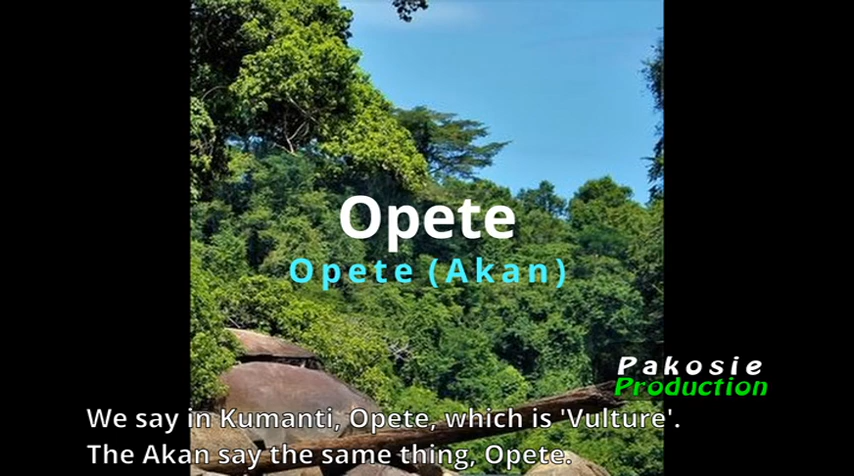 Opete
Opete (Akan)
Pakosie
Production
We say in Kumanti, Opete, which is 'Vulture'.
The Akan say the same thing, Opete.